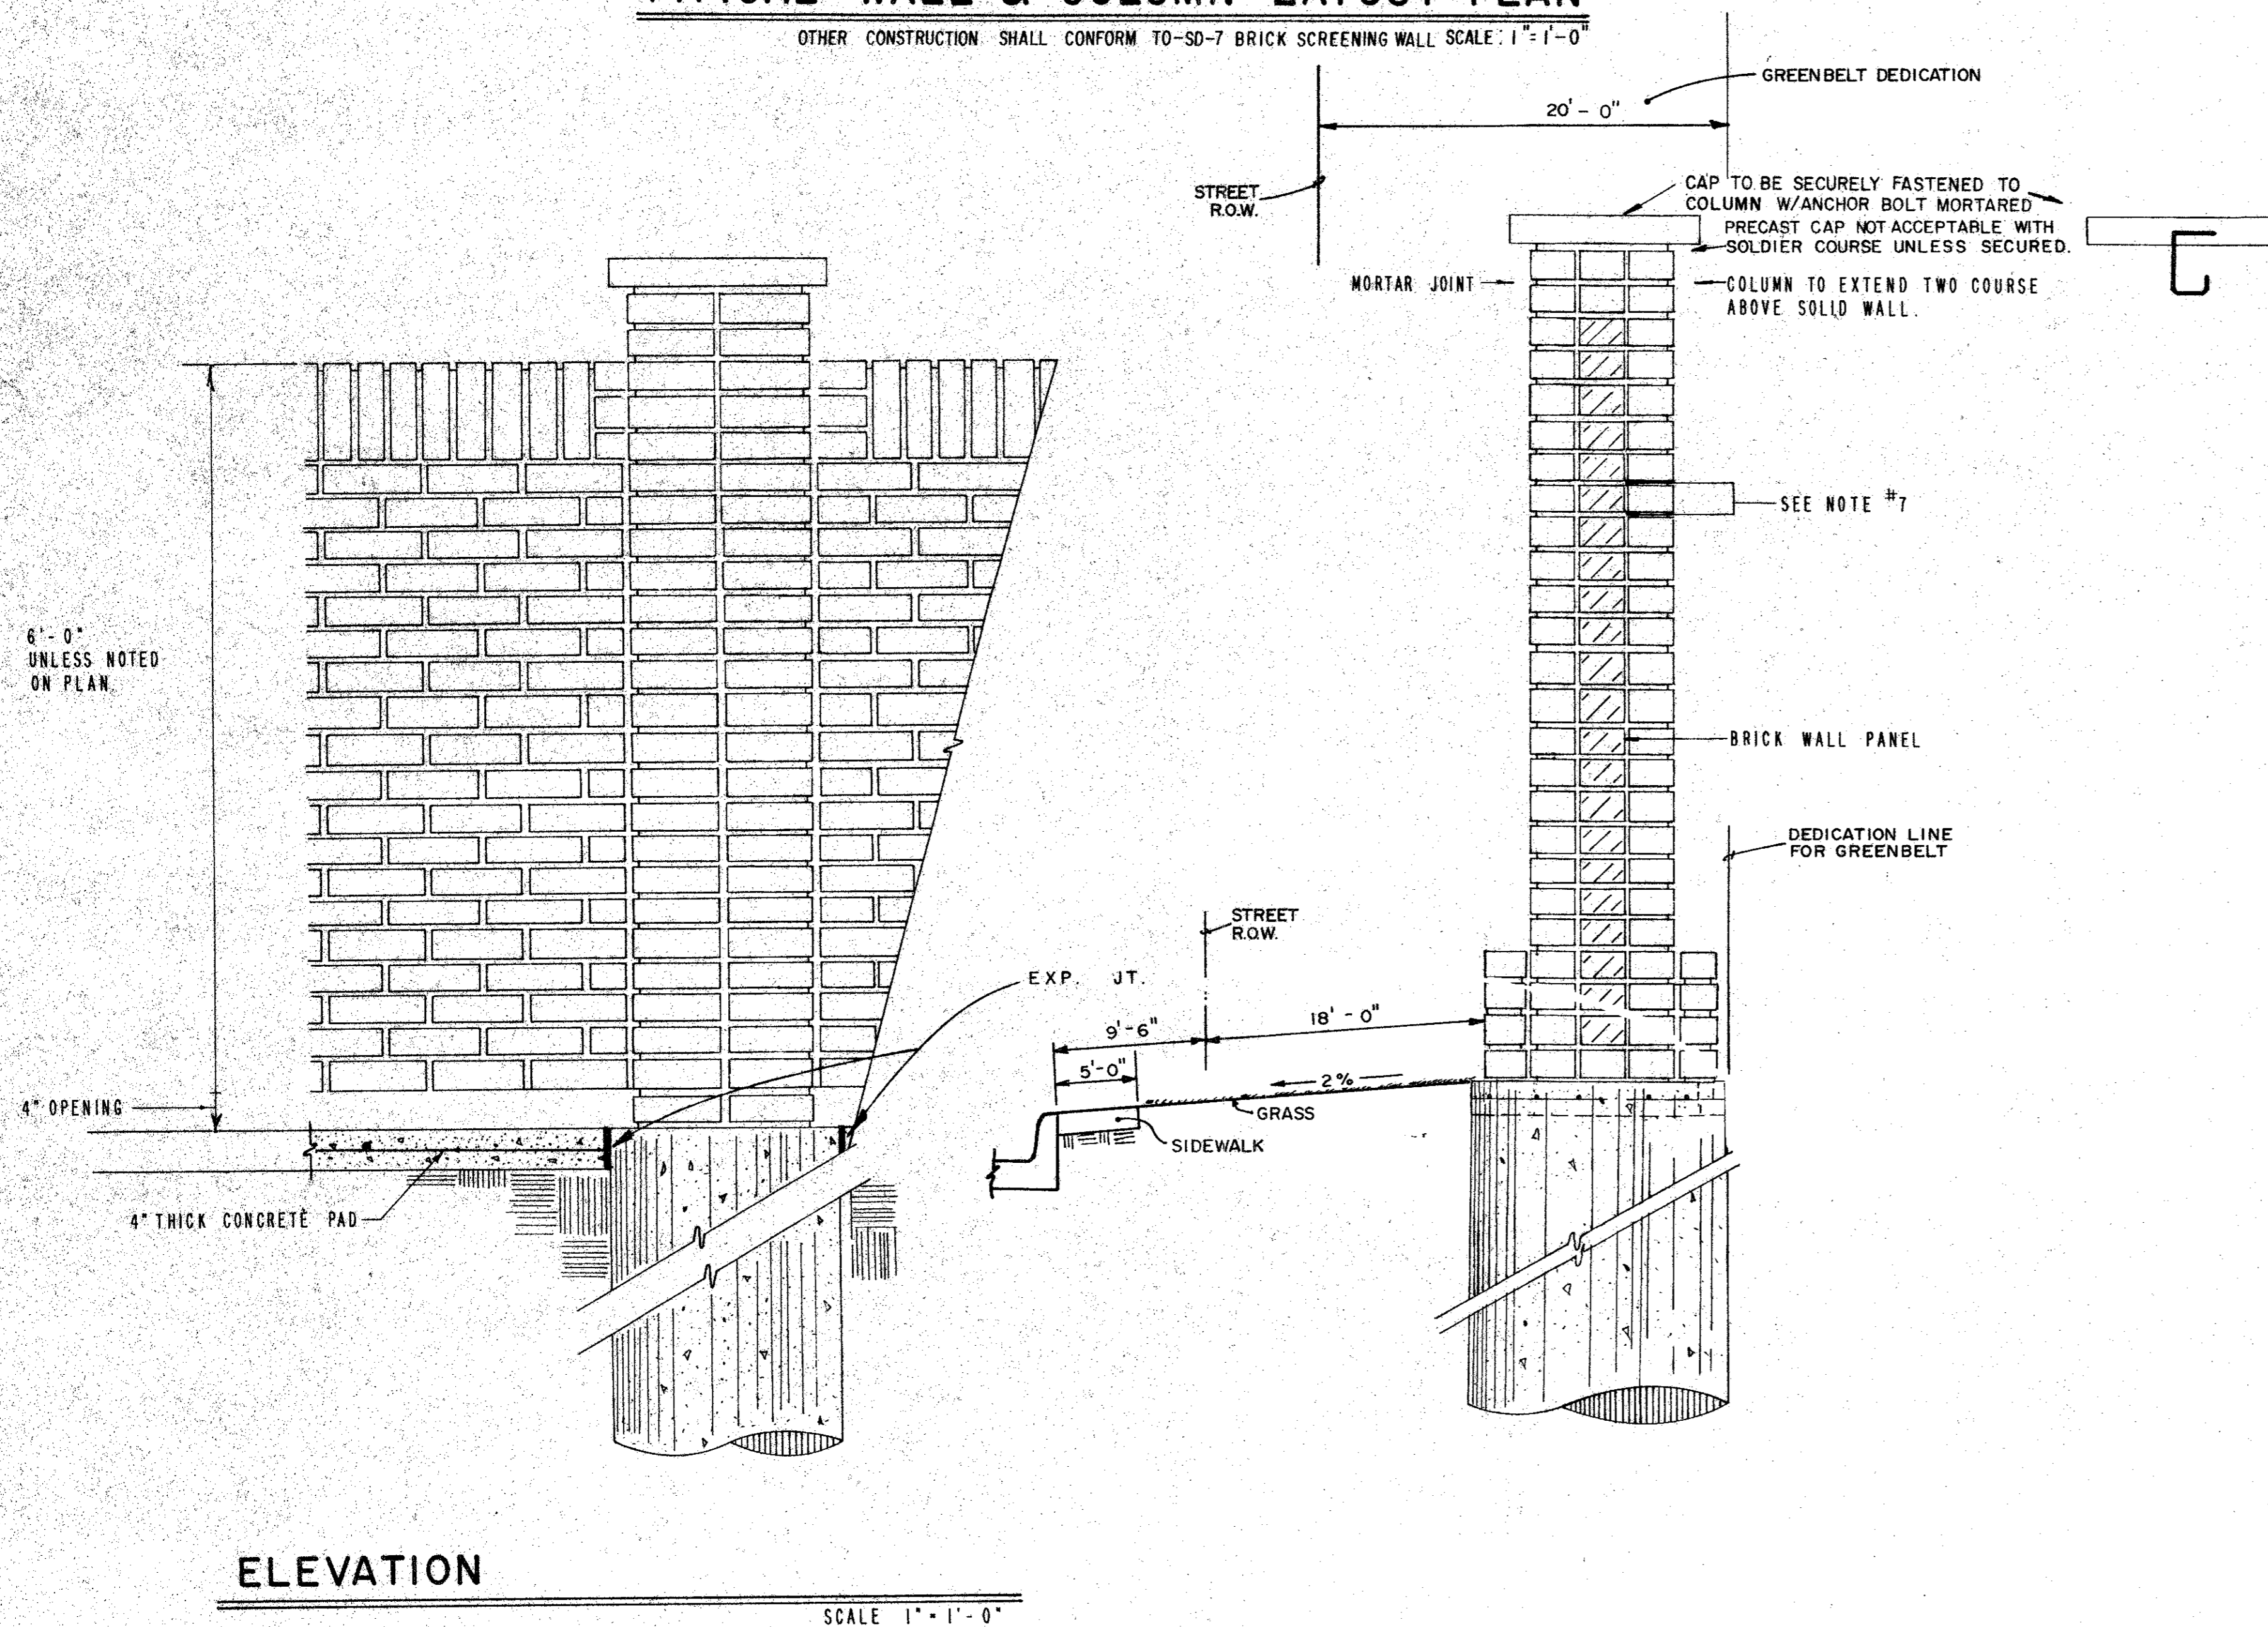 WALL & COLUMN LAYOUT PLAN
OTHER CONSTRUCTION SHALL CONFORM TO-SD-7 BRICK SCREENING WALL SCALE: 1"=1'-0"
GREENBELT DEDICATION
20'-0"
STREET
R.O.W.
CAP TO BE SECURELY FASTENED TO
COLUMN W/ANCHOR BOLT MORTARED
PRECAST CAP NOT ACCEPTABLE WITH
SOLDIER COURSE UNLESS SECURED.
MORTAR JOINT
COLUMN TO EXTEND TWO COURSE
ABOVE SOLID WALL.
SEE NOTE #7
6'-0"
UNLESS NOTED
ON PLAN
BRICK WALL PANEL
DEDICATION LINE
FOR GREENBELT
STREET
R.O.W.
EXP. JT.
9'-6"
18'-0"
5'-0"
2%
4" OPENING
GRASS
SIDEWALK
4" THICK CONCRETE PAD
ELEVATION
SCALE 1"=1'-0"